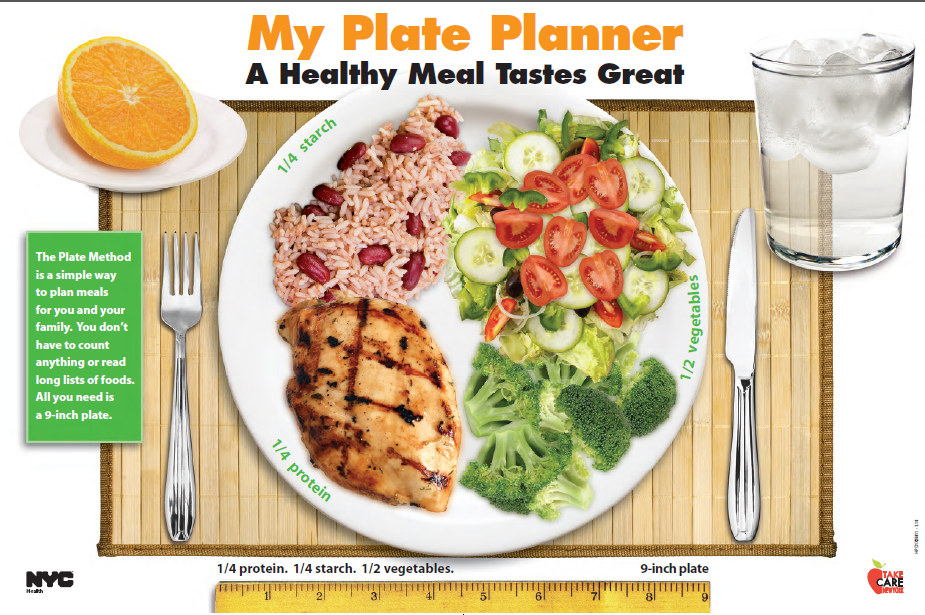 My Plate Planner
A Healthy Meal Tastes Great
1/4 starch
The Plate Method
is a simple way
to plan meals
for you and your
family. You don't
have to count
anything or read
long lists of foods.
All you need is
a 9-inch plate.
1/2 vegetables
1/4 protein
1/4 protein. 1/4 starch. 1/2 vegetables.
9-inch plate
NYC
Health
TAKE
CARE
NEW YORK
1 2 3 4 5 6 7 8 9